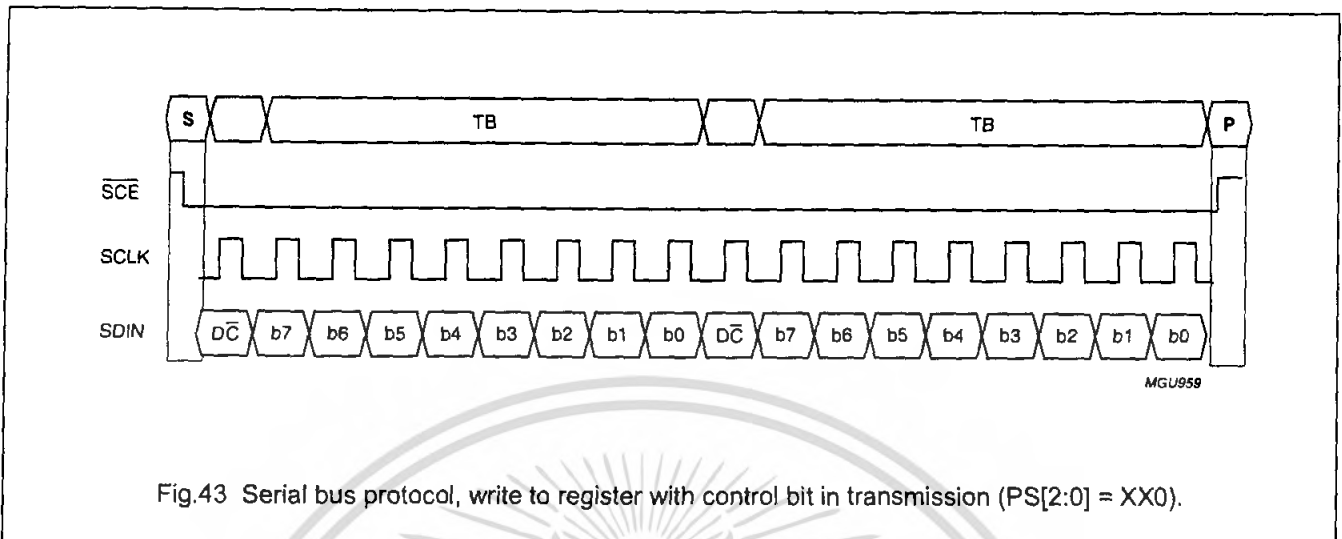 S TB TB P
S̅C̅E̅
SCLK
SDIN DC̅ b7 b6 b5 b4 b3 b2 b1 b0 DC̅ b7 b6 b5 b4 b3 b2 b1 b0
MGU959
Fig.43 Serial bus protocol, write to register with control bit in transmission (PS[2:0] = XX0).